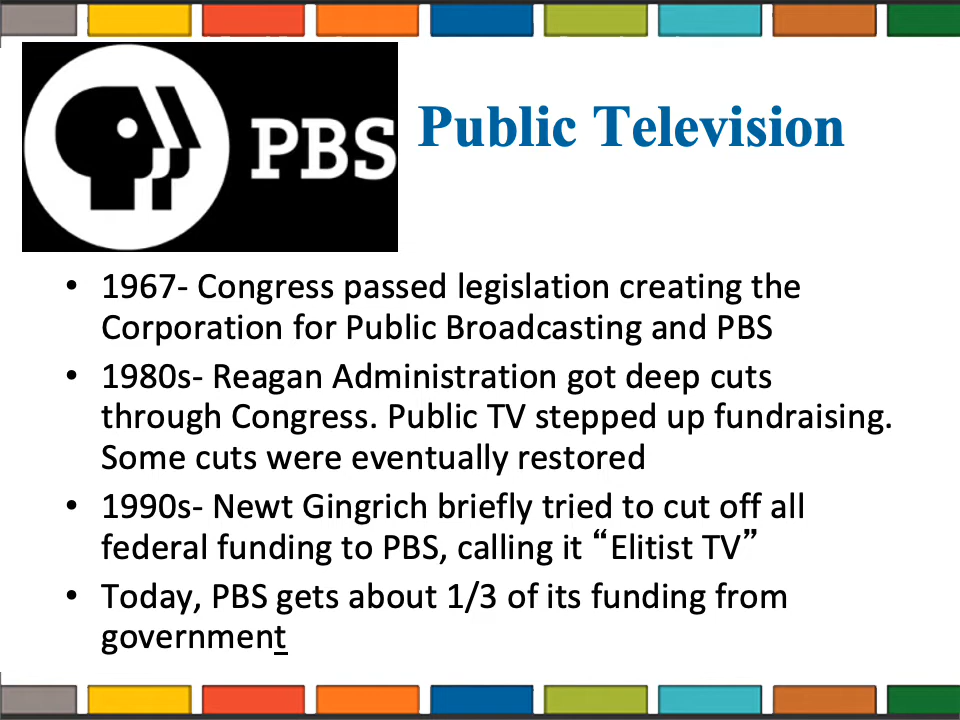 PBS
Public Television
• 1967- Congress passed legislation creating the
Corporation for Public Broadcasting and PBS
• 1980s- Reagan Administration got deep cuts
through Congress. Public TV stepped up fundraising.
Some cuts were eventually restored
• 1990s- Newt Gingrich briefly tried to cut off all
federal funding to PBS, calling it “Elitist TV”
• Today, PBS gets about 1/3 of its funding from
government